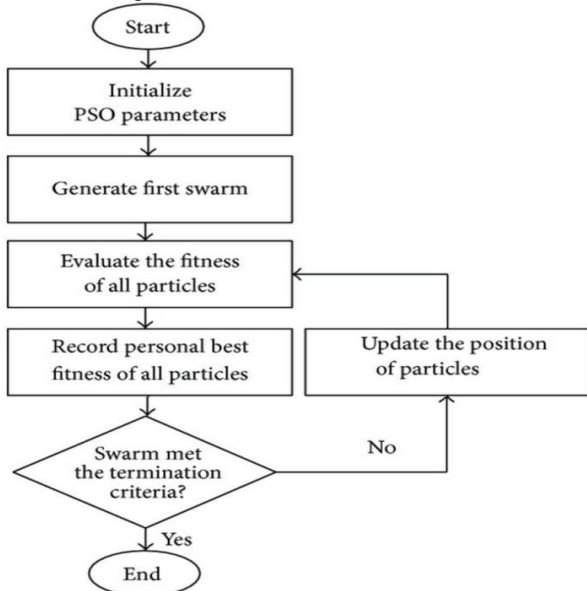 Start
Initialize
PSO parameters
Generate first swarm
Evaluate the fitness
of all particles
Record personal best
fitness of all particles
Update the position
of particles
Swarm met
the termination
criteria?
No
Yes
End